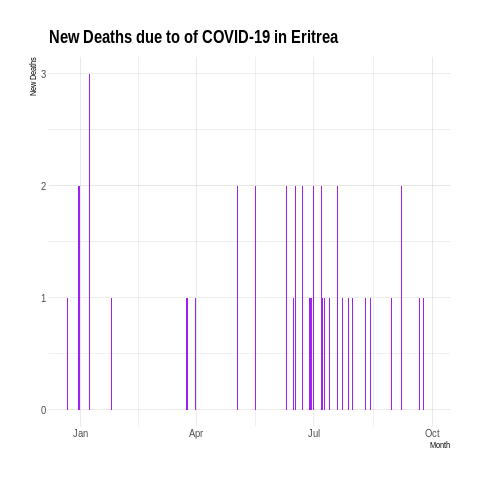 New Deaths due to of COVID-19 in Eritrea
New Deaths
3
2
1
0
Jan Apr Jul Oct
Month